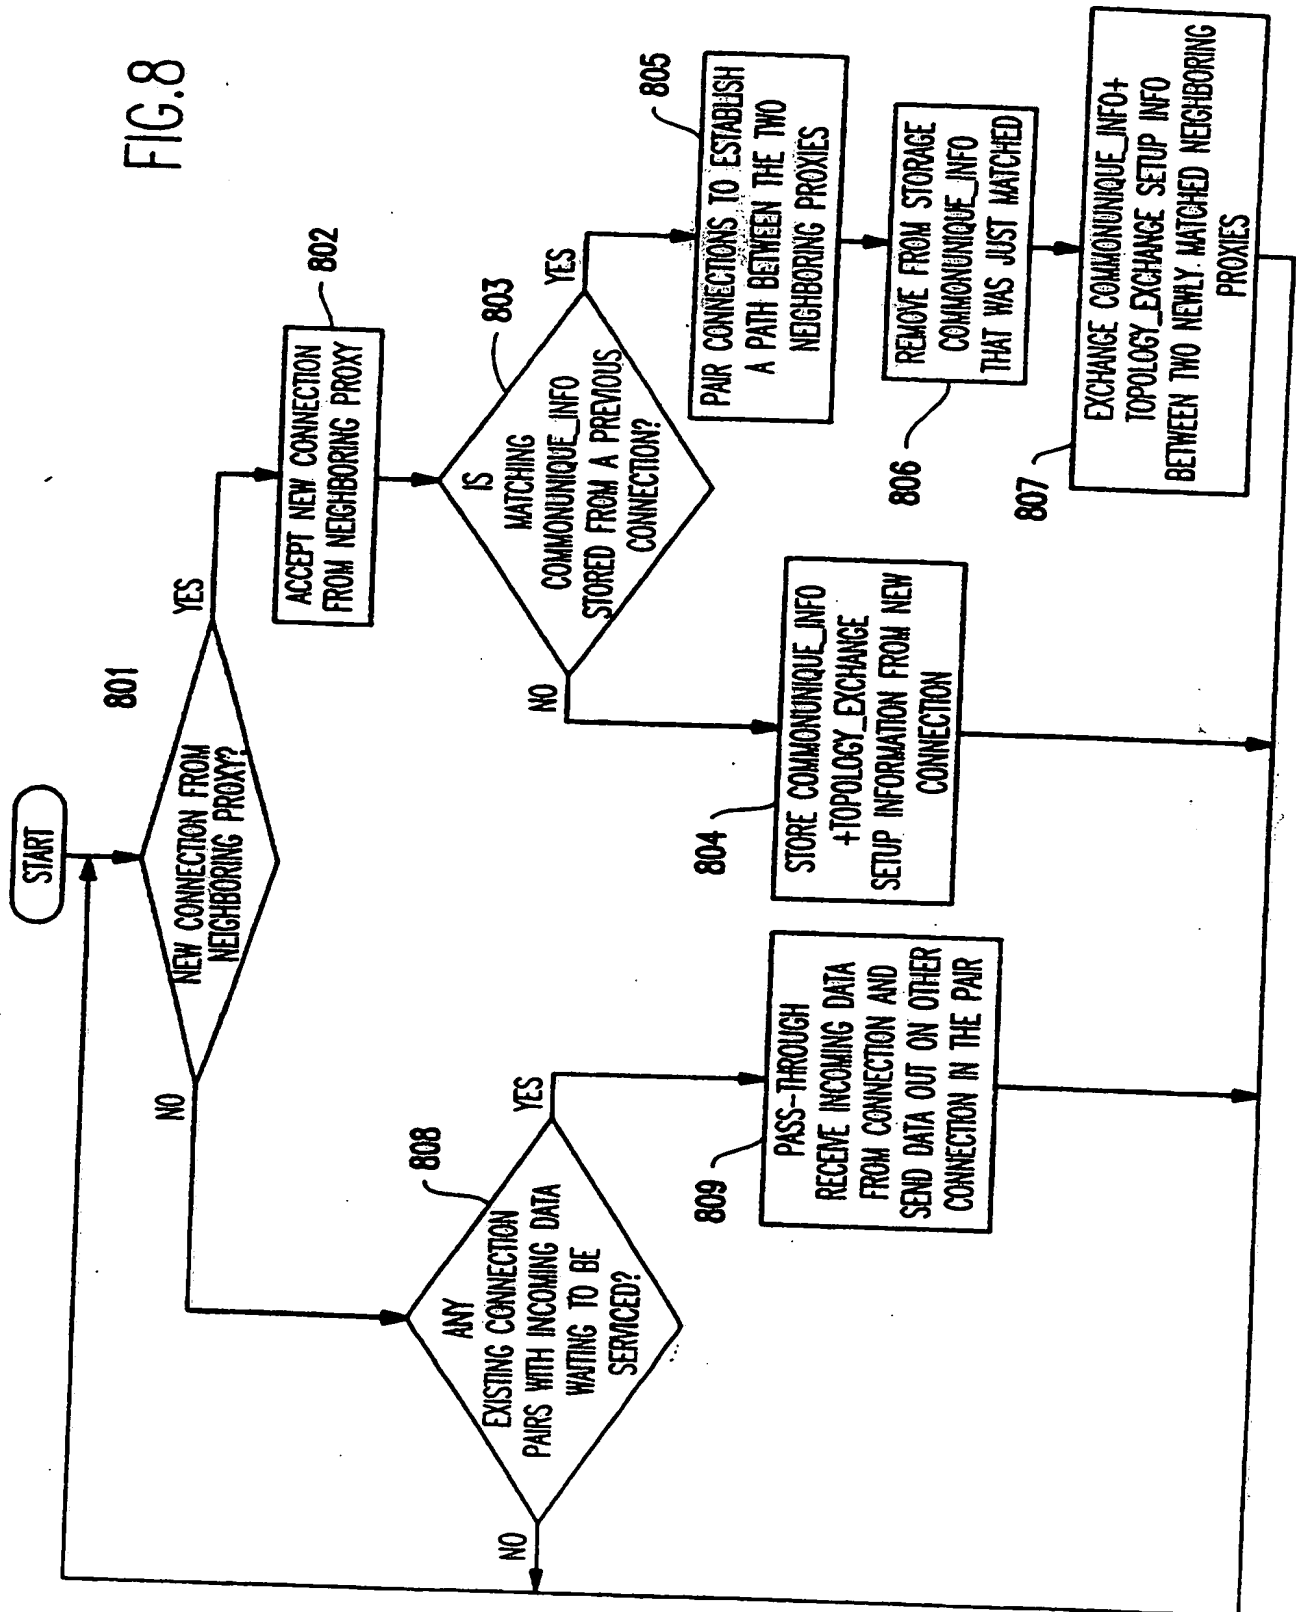 FIG.8
START
801
NEW CONNECTION FROM
NEIGHBORING PROXY?
YES
NO
802
ACCEPT NEW CONNECTION
FROM NEIGHBORING PROXY
803
IS
MATCHING
COMMONUNIQUE_INFO
STORED FROM A PREVIOUS
CONNECTION?
YES
NO
805
PAIR CONNECTIONS TO ESTABLISH
A PATH BETWEEN THE TWO
NEIGHBORING PROXIES
806
REMOVE FROM STORAGE
COMMONUNIQUE_INFO
THAT WAS JUST MATCHED
807
EXCHANGE COMMONUNIQUE_INFO+
TOPOLOGY_EXCHANGE SETUP INFO
BETWEEN TWO NEWLY MATCHED NEIGHBORING
PROXIES
804
STORE COMMONUNIQUE_INFO
+TOPOLOGY_EXCHANGE
SETUP INFORMATION FROM NEW
CONNECTION
808
ANY
EXISTING CONNECTION
PAIRS WITH INCOMING DATA
WAITING TO BE
SERVICED?
YES
NO
809
PASS-THROUGH
RECEIVE INCOMING DATA
FROM CONNECTION AND
SEND DATA OUT ON OTHER
CONNECTION IN THE PAIR